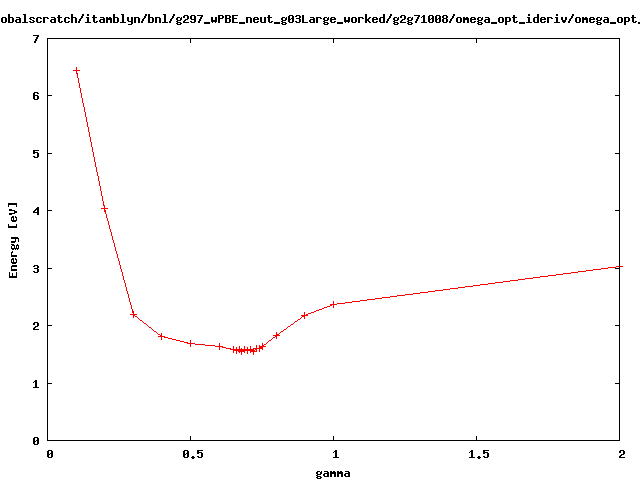 obalscratch/itamblyn/bnl/g297_wPBE_neut_g03Large_worked/g2g71008/omega_opt_ideriv/omega_opt_
7
6
5
4
3
2
1
0
Energy [eV]
0 0.5 1 1.5 2
gamma